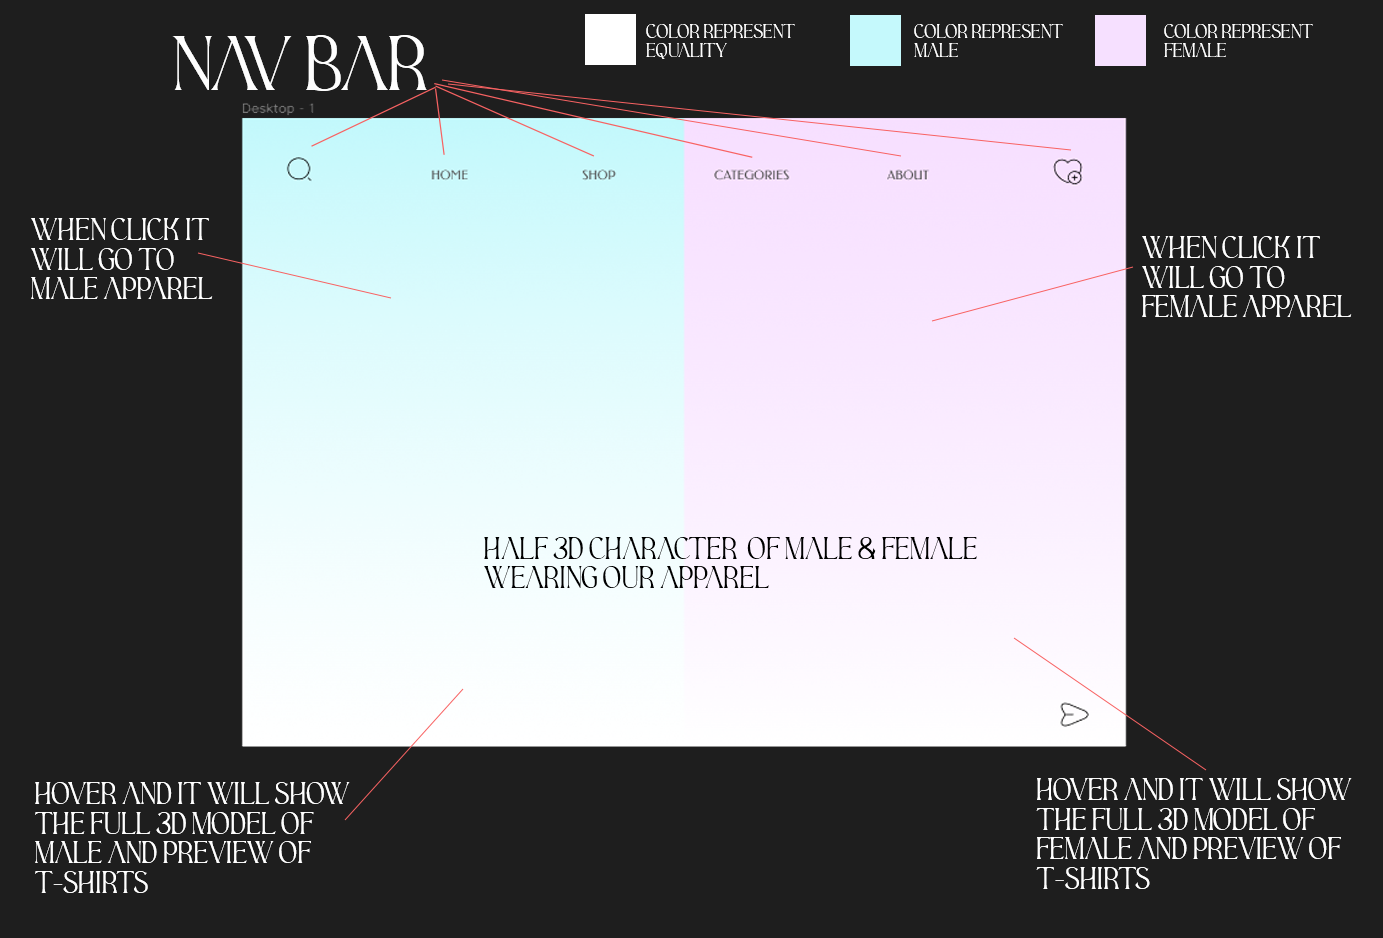 NAV BAR
COLOR REPRESENT
EQUALITY
COLOR REPRESENT
MALE
COLOR REPRESENT
FEMALE
Desktop - 1
HOME
SHOP
CATEGORIES
ABOUT
WHEN CLICK IT
WILL GO TO
MALE APPAREL
WHEN CLICK IT
WILL GO TO
FEMALE APPAREL
HALF 3D CHARACTER OF MALE & FEMALE
WEARING OUR APPAREL
HOVER AND IT WILL SHOW
THE FULL 3D MODEL OF
MALE AND PREVIEW OF
T-SHIRTS
HOVER AND IT WILL SHOW
THE FULL 3D MODEL OF
FEMALE AND PREVIEW OF
T-SHIRTS